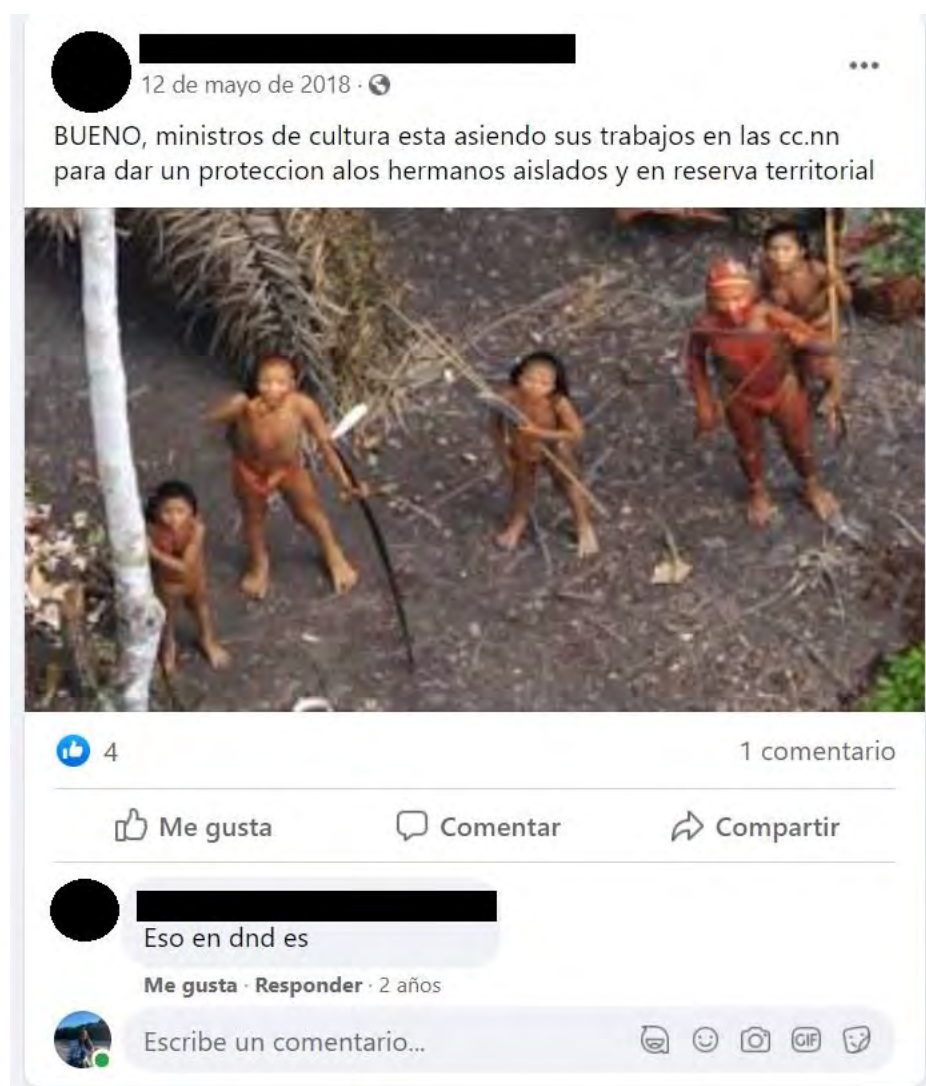 12 de mayo de 2018 ·
BUENO, ministros de cultura esta asiendo sus trabajos en las cc.nn
para dar un proteccion alos hermanos aislados y en reserva territorial
4
1 comentario
Me gusta
Comentar
Compartir
Eso en dnd es
Me gusta · Responder · 2 años
Escribe un comentario...
GIF